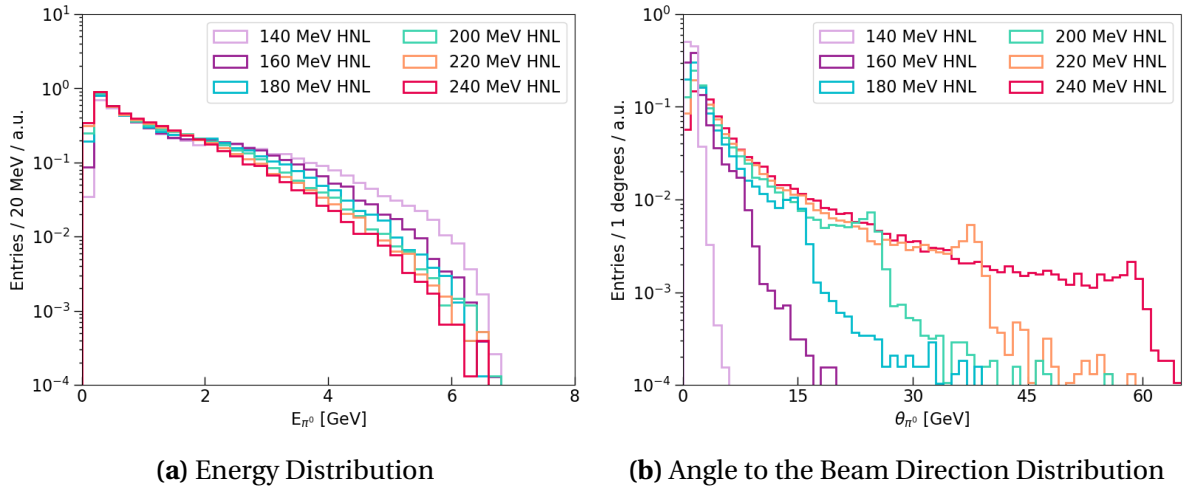 Entries / 20 MeV / a.u.
10¹
10⁰
10⁻¹
10⁻²
10⁻³
10⁻⁴
140 MeV HNL
160 MeV HNL
180 MeV HNL
200 MeV HNL
220 MeV HNL
240 MeV HNL
0 2 4 6 8
E_π⁰ [GeV]
(a) Energy Distribution
Entries / 1 degrees / a.u.
10⁰
10⁻¹
10⁻²
10⁻³
10⁻⁴
140 MeV HNL
160 MeV HNL
180 MeV HNL
200 MeV HNL
220 MeV HNL
240 MeV HNL
0 15 30 45 60
θ_π⁰ [GeV]
(b) Angle to the Beam Direction Distribution